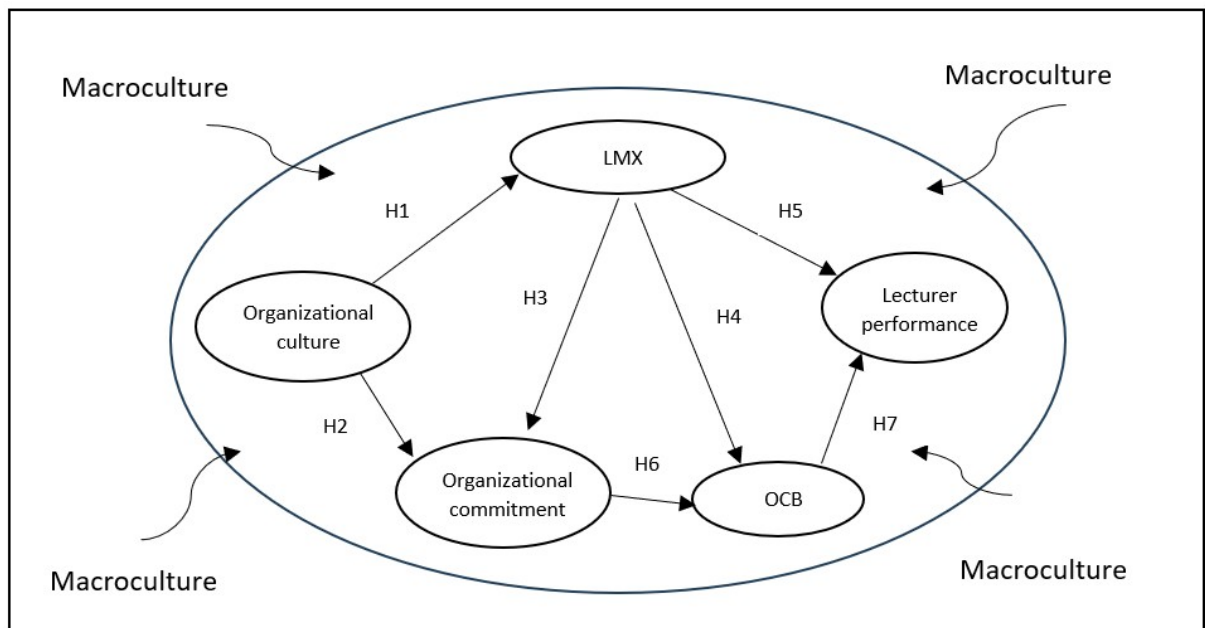 Macroculture
Macroculture
LMX
H1
H5
H3
H4
Organizational
culture
Lecturer
performance
H2
H7
H6
Organizational
commitment
OCB
Macroculture
Macroculture